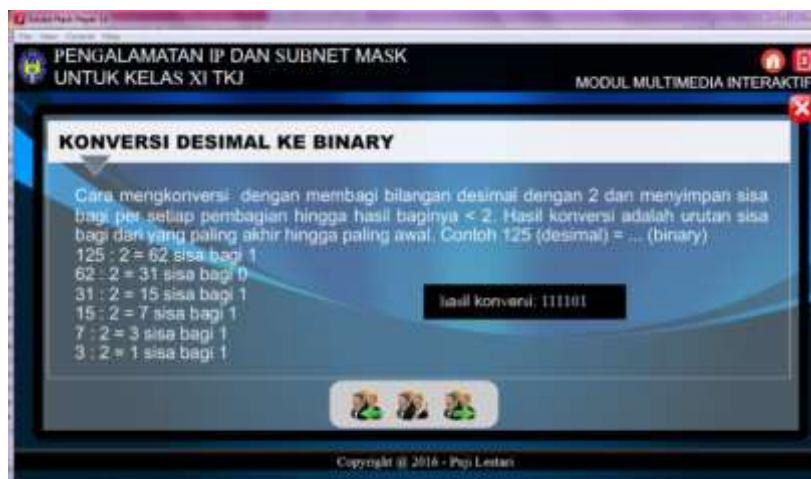 PENGALAMATAN IP DAN SUBNET MASK
UNTUK KELAS XI TKJ
MODUL MULTIMEDIA INTERAKTIF
KONVERSI DESIMAL KE BINARY
Cara mengkonversi dengan membagi bilangan desimal dengan 2 dan menyimpan sisa
bagi per setiap pembagian hingga hasil baginya < 2. Hasil konversi adalah urutan sisa
bagi dari yang paling akhir hingga paling awal. Contoh 125 (desimal) = ... (binary)
125 : 2 = 62 sisa bagi 1
62 : 2 = 31 sisa bagi 0
31 : 2 = 15 sisa bagi 1
15 : 2 = 7 sisa bagi 1
7 : 2 = 3 sisa bagi 1
3 : 2 = 1 sisa bagi 1
hasil konversi: 111101
Copyright @ 2016 - Puji Lestari